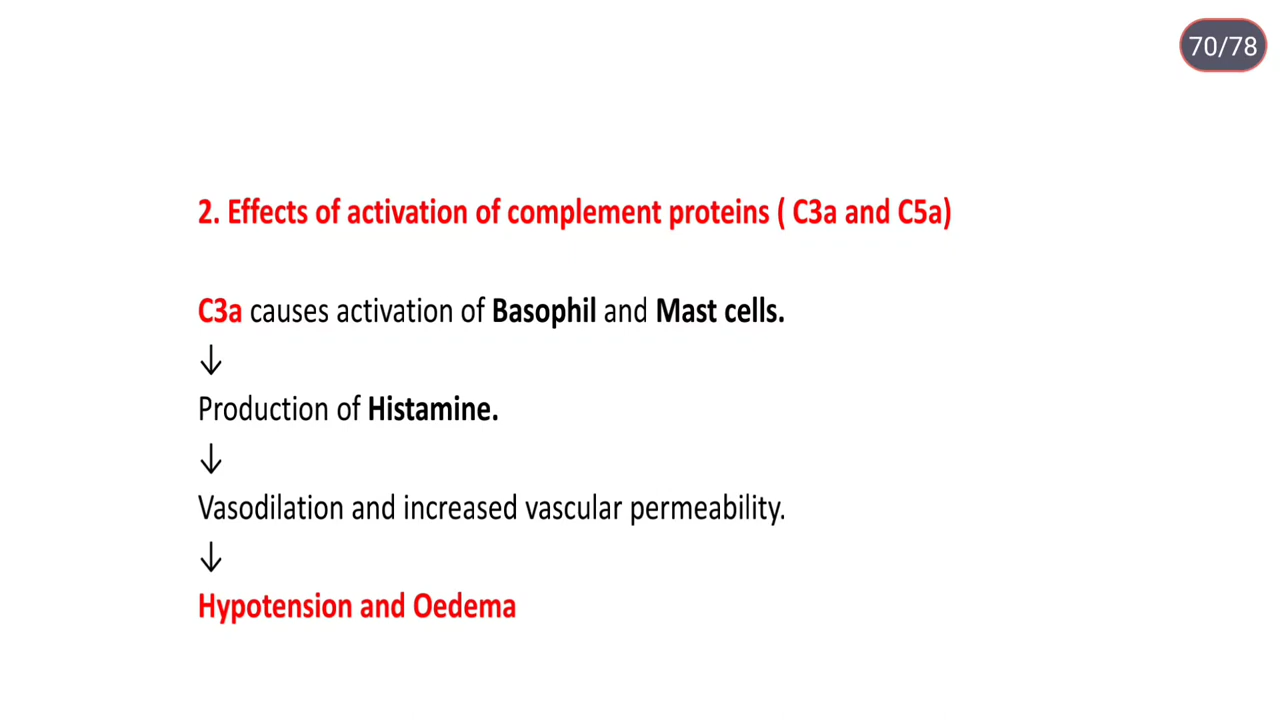 70/78
2. Effects of activation of complement proteins ( C3a and C5a)
C3a causes activation of Basophil and Mast cells.
↓
Production of Histamine.
↓
Vasodilation and increased vascular permeability.
↓
Hypotension and Oedema